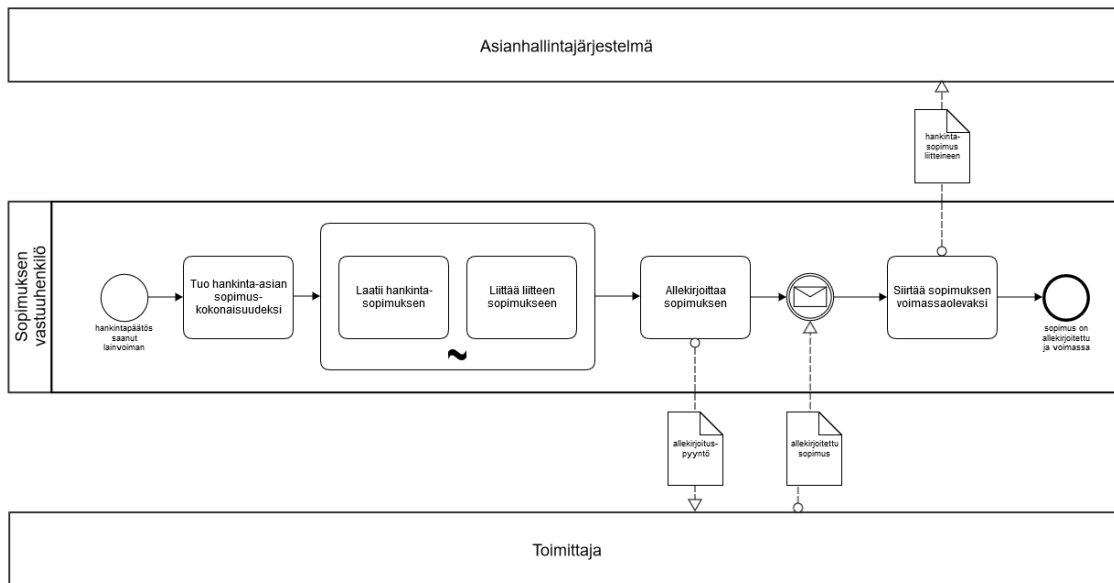 Asianhallintajärjestelmä
hankinta-
sopimus
liitteineen
Sopimuksen
vastuuhenkilö
hankintapäätös
saanut
lainvoiman
Tuo hankinta-asian
sopimus-
kokonaisuudeksi
Laatii hankinta-
sopimuksen
Liittää liitteen
sopimukseen
Allekirjoittaa
sopimuksen
Siirtää sopimuksen
voimassaolevaksi
sopimus on
allekirjoitettu
ja voimassa
allekirjoitus-
pyyntö
allekirjoitettu
sopimus
Toimittaja